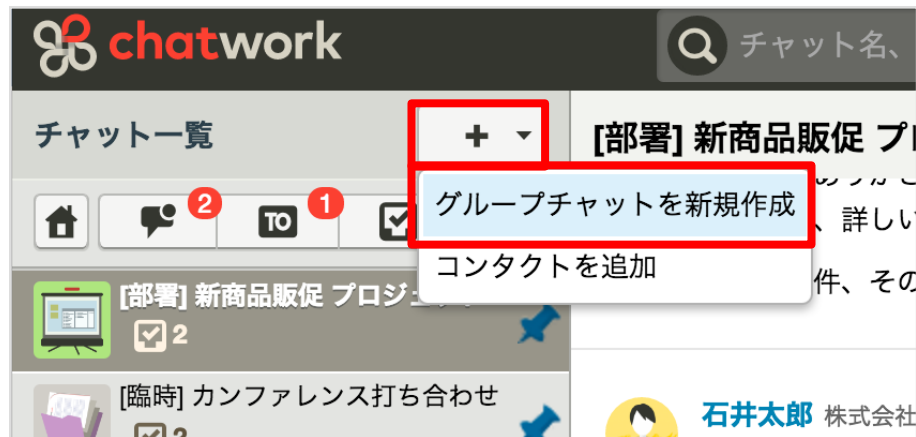 chatwork
チャット名、
チャット一覧
[部署] 新商品販促 プ
2
TO
1
グループチャットを新規作成
、詳しい
コンタクトを追加
件、その
[部署] 新商品販促 プロジ
2
[臨時] カンファレンス打ち合わせ
2
石井太郎 株式会社